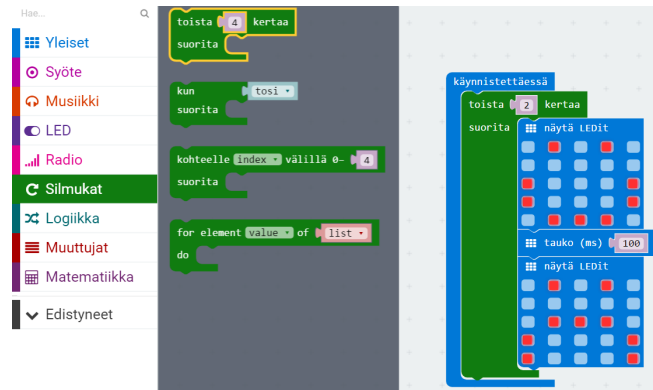 Hae...
Yleiset
Syöte
Musiikki
LED
Radio
Silmukat
Logiikka
Muuttujat
Matematiikka
Edistyneet
toista 4 kertaa
suorita
kun tosi
suorita
kohteelle index välillä 0– 4
suorita
for element value of list
do
käynnistettäessä
toista 2 kertaa
suorita näytä LEDit
tauko (ms) 100
näytä LEDit